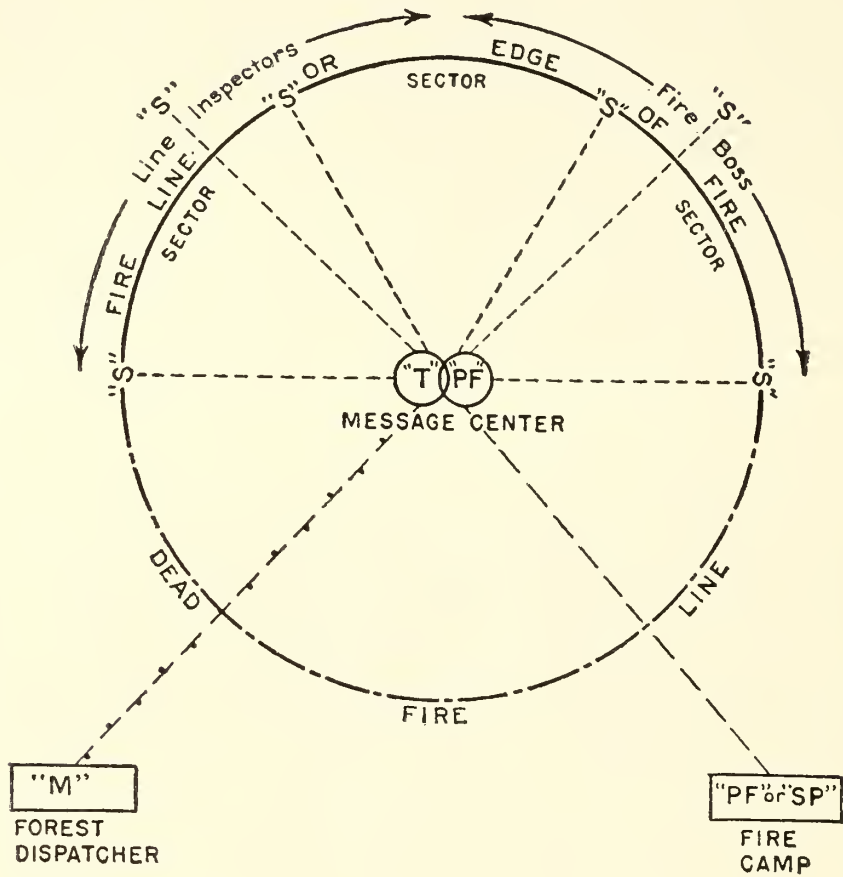 Line Inspectors
Fire Boss
FIRE LINE OR EDGE OF FIRE
"S"
"S"
"S"
"S"
"S"
"S"
SECTOR
SECTOR
SECTOR
"T" "PF"
MESSAGE CENTER
DEAD FIRE LINE
"M"
FOREST
DISPATCHER
"PF" or "SP"
FIRE
CAMP